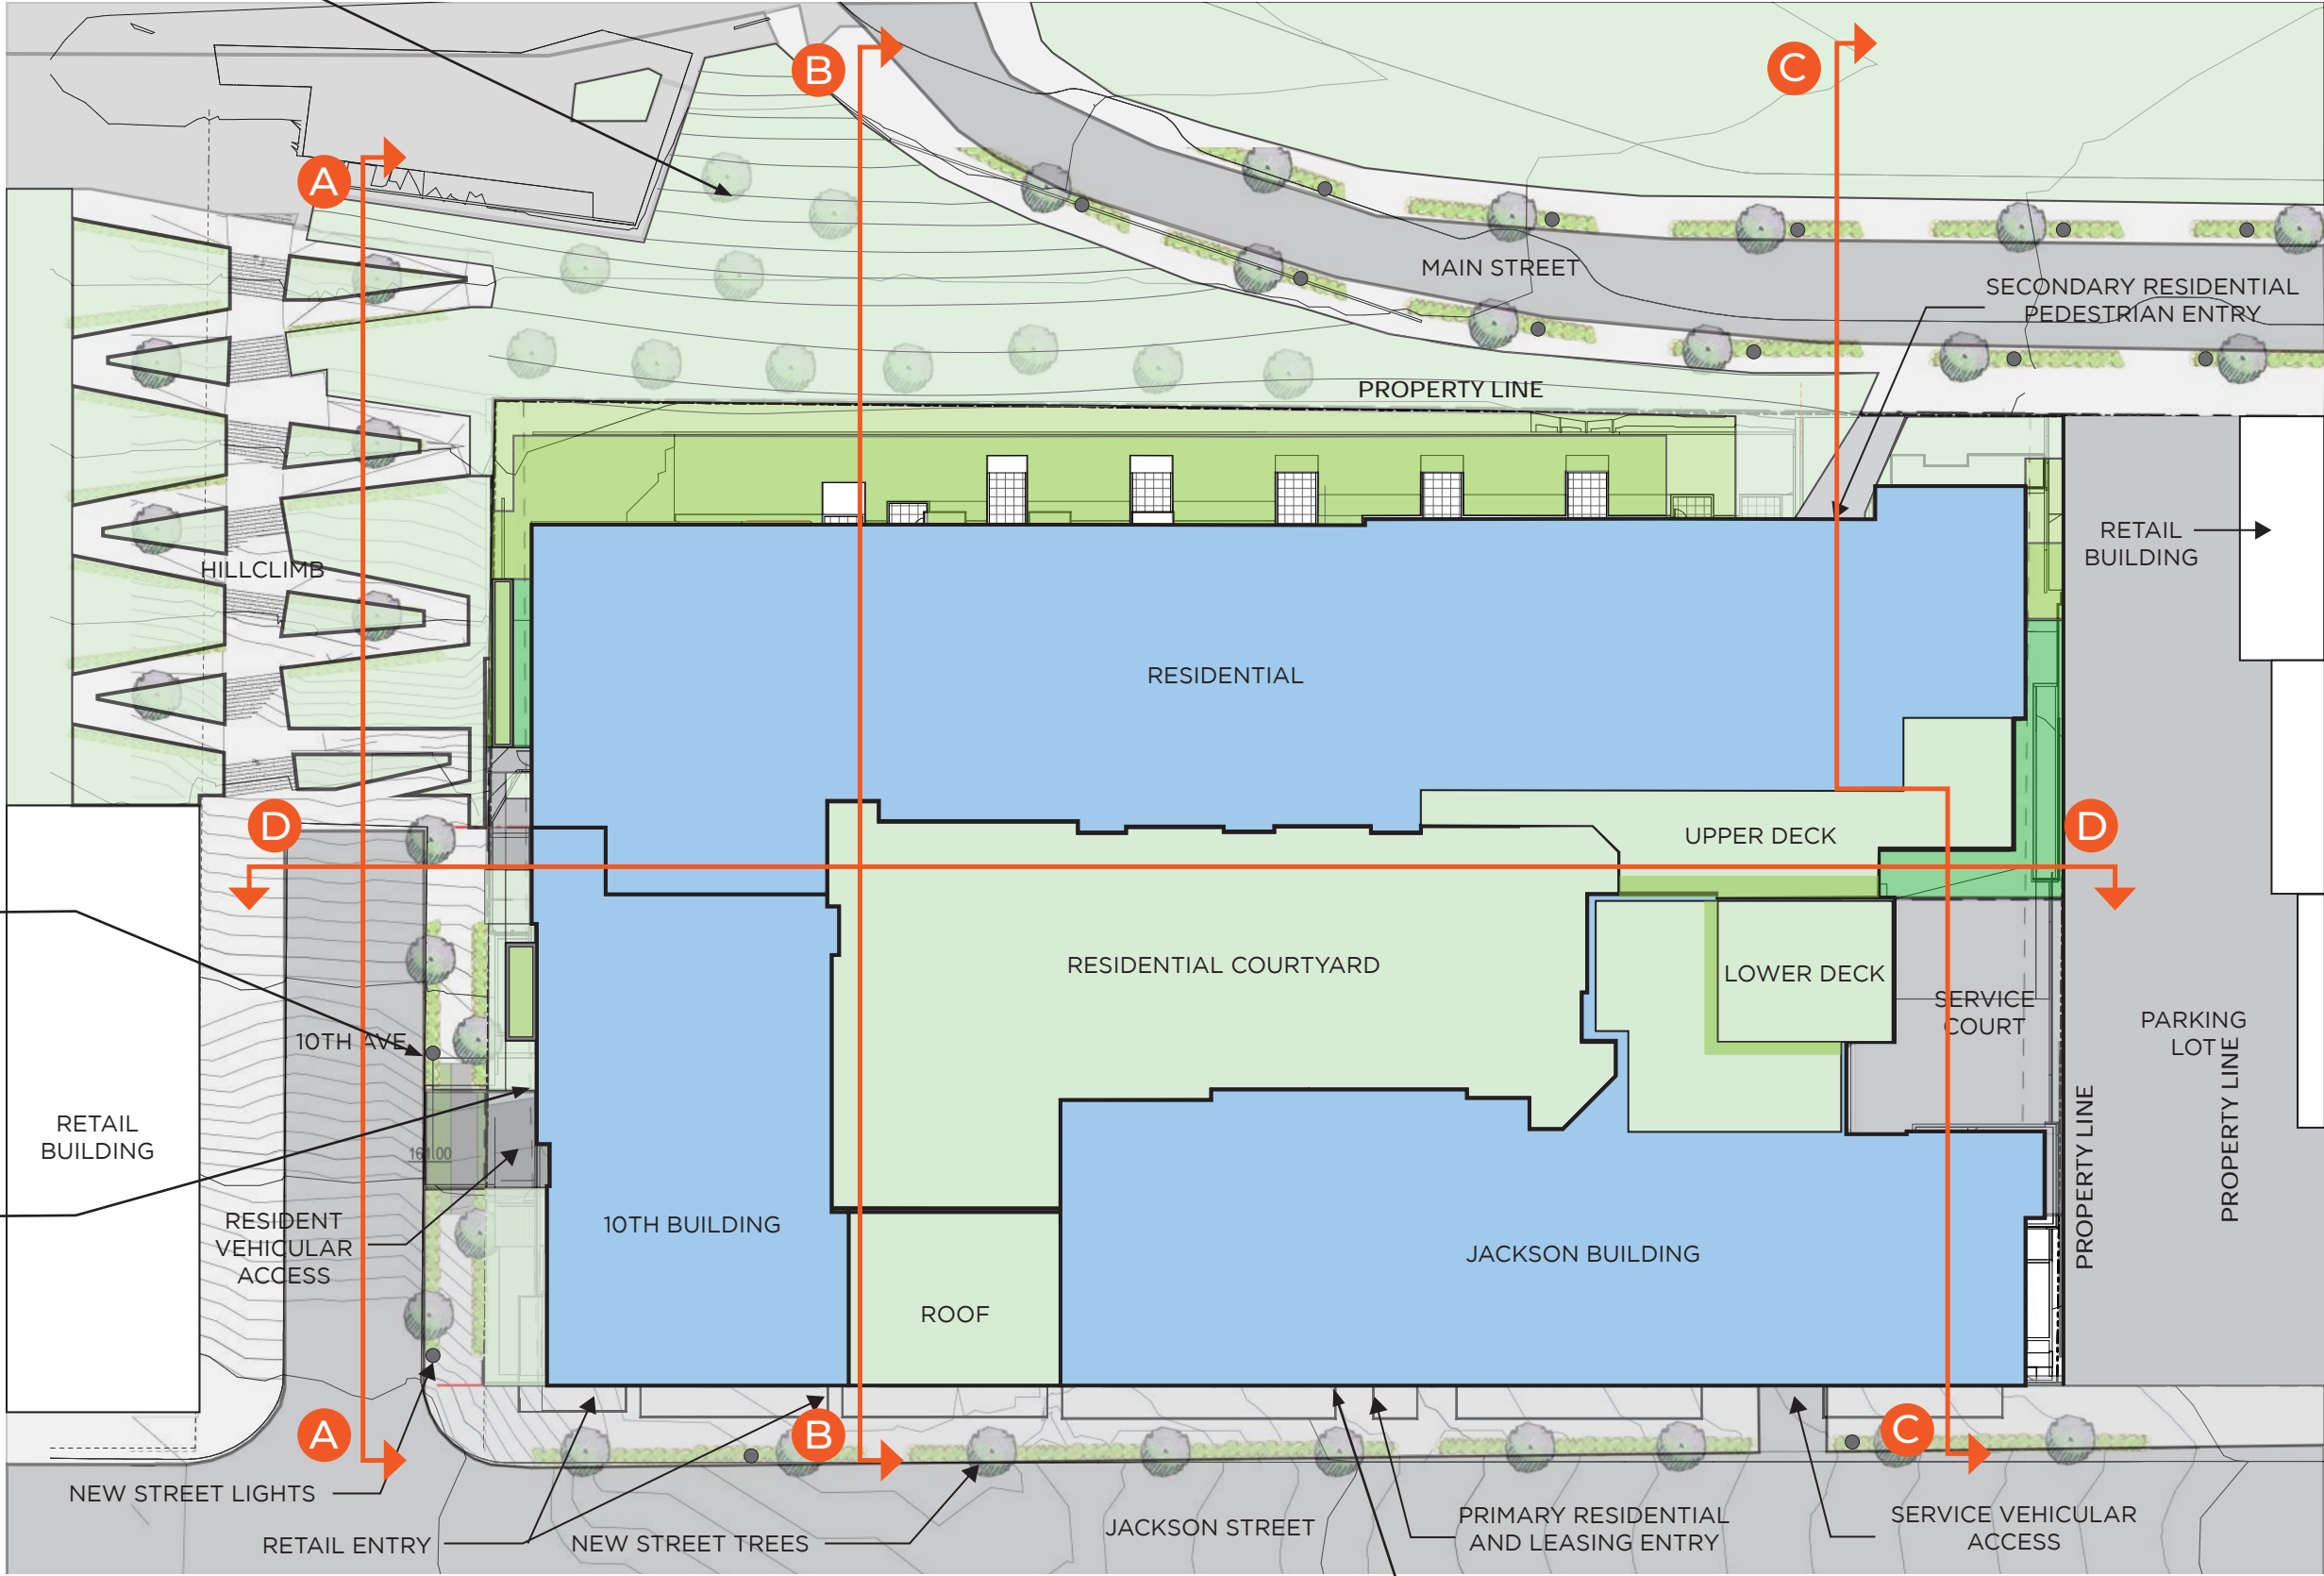 B
C
A
MAIN STREET
SECONDARY RESIDENTIAL
PEDESTRIAN ENTRY
PROPERTY LINE
RETAIL
BUILDING
HILLCLIMB
RESIDENTIAL
D
UPPER DECK
D
RESIDENTIAL COURTYARD
LOWER DECK
SERVICE
COURT
10TH AVE
PARKING
LOT
PROPERTY LINE
PROPERTY LINE
RETAIL
BUILDING
161.00
RESIDENT
VEHICULAR
ACCESS
10TH BUILDING
JACKSON BUILDING
ROOF
A
B
C
NEW STREET LIGHTS
RETAIL ENTRY
NEW STREET TREES
JACKSON STREET
PRIMARY RESIDENTIAL
AND LEASING ENTRY
SERVICE VEHICULAR
ACCESS